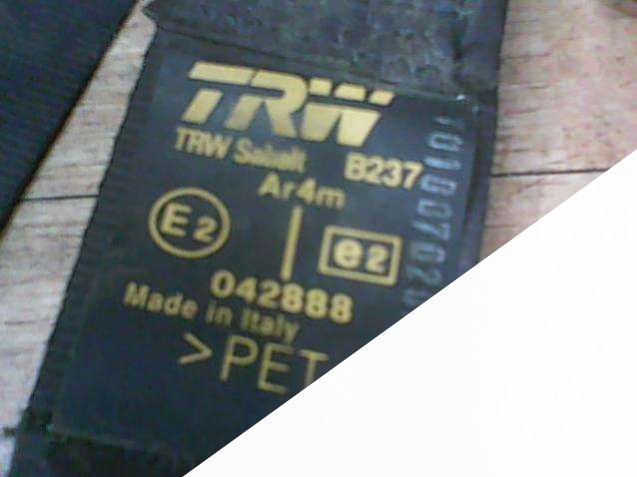 TRW
TRW Sabelt B237
Ar4m
E2 e2
042888
Made in Italy
>PET